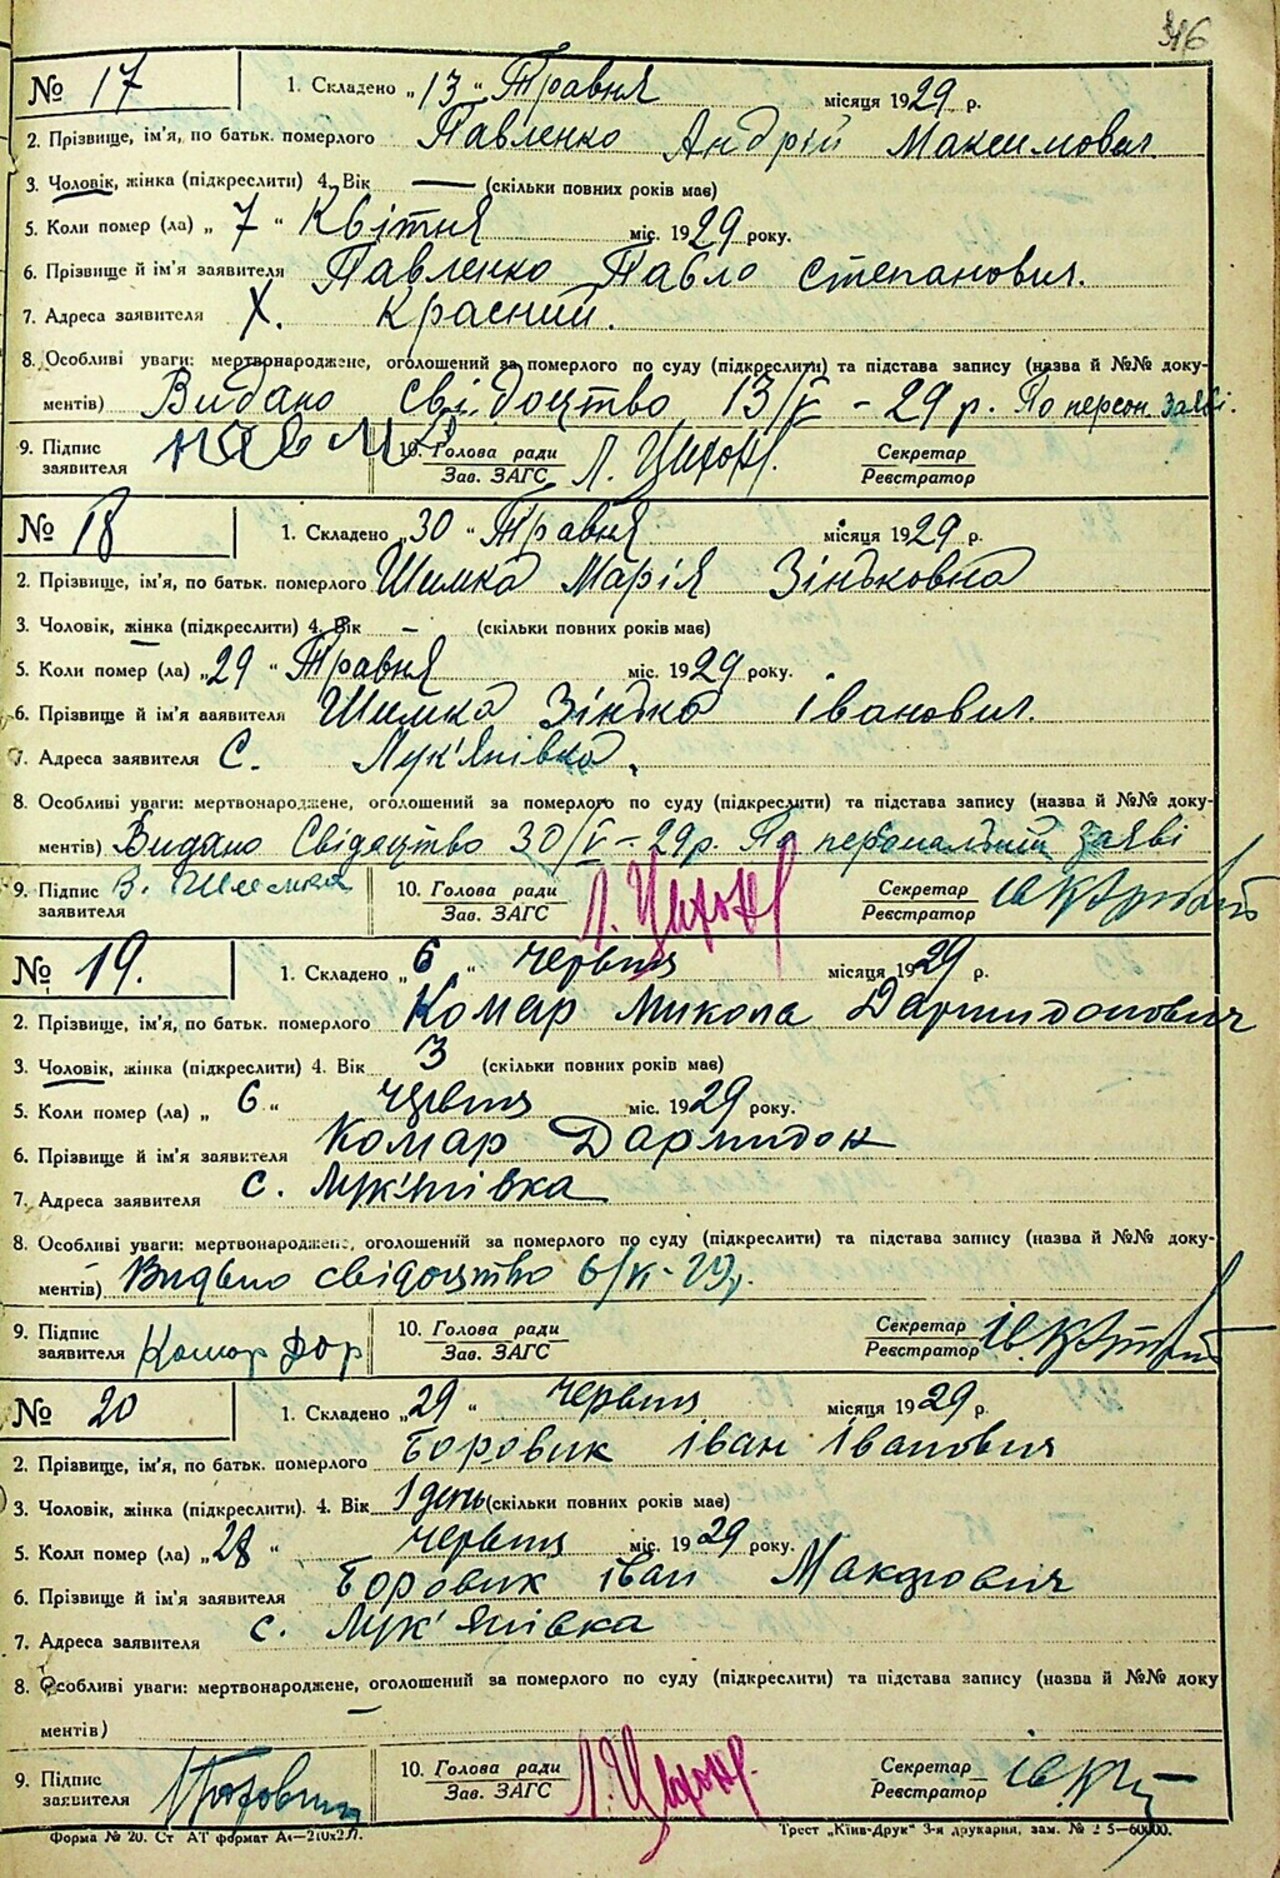 № 17 1. Складено „13“ Травня місяця 1929 р.
2. Прізвище, ім'я, по батьк. померлого Павленко Андрій Максимович
3. Чоловік, жінка (підкреслити) 4. Вік — (скільки повних років має)
5. Коли помер (ла) „7“ Квітня міс. 1929 року.
6. Прізвище й ім'я заявителя Павленко Павло Степанович.
7. Адреса заявителя Х. Красний.
8. Особливі уваги: мертвонароджене, оголошений за померлого по суду (підкреслити) та підстава запису (назва й №№ доку-
ментів) Видано Свідоцтво 13/V – 29 р. По персон. заяві.
9. Підпис заявителя 10. Голова ради Зав. ЗАГС Л. Цихон Секретар Реєстратор
№ 18 1. Складено „30“ Травня місяця 1929 р.
2. Прізвище, ім'я, по батьк. померлого Шимка Марія Зіньковна
3. Чоловік, жінка (підкреслити) 4. Вік – (скільки повних років має)
5. Коли помер (ла) „29“ Травня міс. 1929 року.
6. Прізвище й ім'я заявителя Шимка Зінька Іванович.
7. Адреса заявителя С. Лук'янівка.
8. Особливі уваги: мертвонароджене, оголошений за померлого по суду (підкреслити) та підстава запису (назва й №№ доку-
ментів) Видано Свідоцтво 30/V – 29р. По персональній заяві
9. Підпис заявителя З. Шимка 10. Голова ради Зав. ЗАГС Л. Цихон Секретар Реєстратор
№ 19. 1. Складено „6“ червня місяця 1929 р.
2. Прізвище, ім'я, по батьк. померлого Комар Микола Дармидонович
3. Чоловік, жінка (підкреслити) 4. Вік 3 (скільки повних років має)
5. Коли помер (ла) „6“ червня міс. 1929 року.
6. Прізвище й ім'я заявителя Комар Дармидон
7. Адреса заявителя с. Лук'янівка
8. Особливі уваги: мертвонароджене, оголошений за померлого по суду (підкреслити) та підстава запису (назва й №№ доку-
ментів) Видано свідоцтво 6/VI – 29р.
9. Підпис заявителя Комар Дор 10. Голова ради Зав. ЗАГС Секретар Реєстратор
№ 20 1. Складено „29“ червня місяця 1929 р.
2. Прізвище, ім'я, по батьк. померлого Боровик Іван Іванович
3. Чоловік, жінка (підкреслити). 4. Вік 1 день (скільки повних років має)
5. Коли помер (ла) „28“ червня міс. 1929 року.
6. Прізвище й ім'я заявителя Боровик Іван
7. Адреса заявителя с. Лук'янівка
8. Особливі уваги: мертвонароджене, оголошений за померлого по суду (підкреслити) та підстава запису (назва й №№ доку
ментів) –
9. Підпис заявителя 10. Голова ради Зав. ЗАГС Л. Цихон Секретар Реєстратор
Форма № 20. Ст АТ формат Трест „Київ-Друк“ 3-я друкарня, зам. №